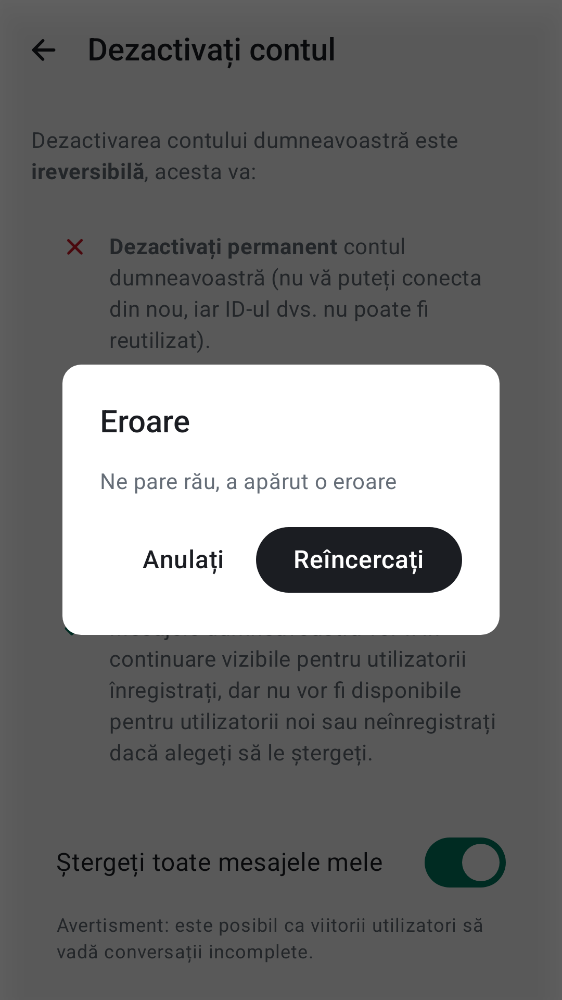 Dezactivați contul
Dezactivarea contului dumneavoastră este
ireversibilă, acesta va:
Dezactivați permanent contul
dumneavoastră (nu vă puteți conecta
din nou, iar ID-ul dvs. nu poate fi
reutilizat).
Eroare
Ne pare rău, a apărut o eroare
Anulați
Reîncercați
continuare vizibile pentru utilizatorii
înregistrați, dar nu vor fi disponibile
pentru utilizatorii noi sau neînregistrați
dacă alegeți să le ștergeți.
Ștergeți toate mesajele mele
Avertisment: este posibil ca viitorii utilizatori să
vadă conversații incomplete.